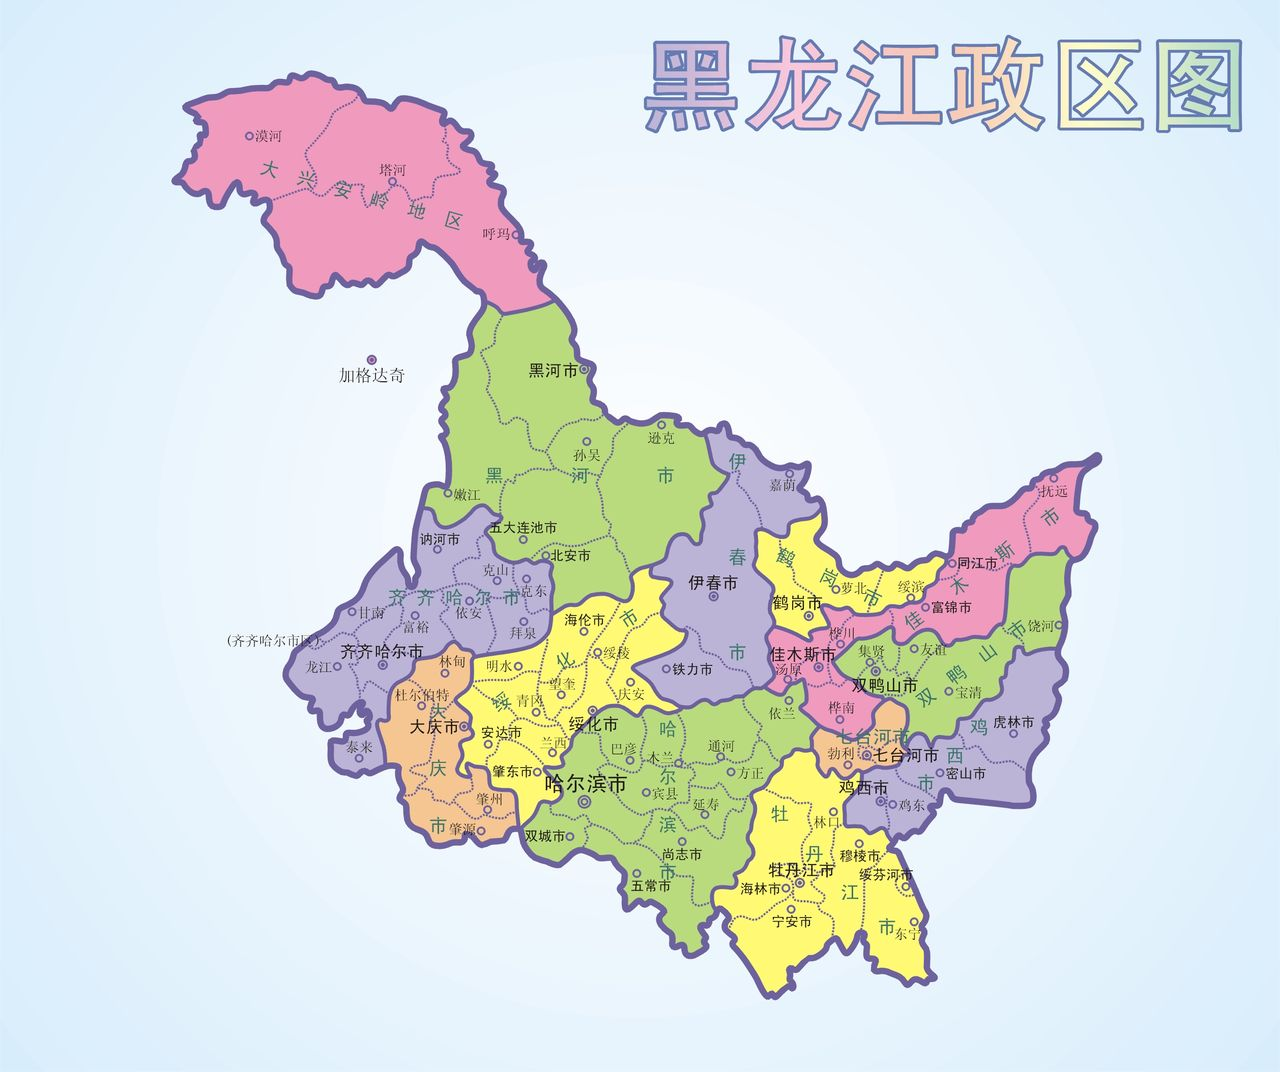 黑龙江政区图
漠河
塔河
大兴安岭地区
呼玛
加格达奇
黑河市
逊克
孙吴
黑河市
嫩江
五大连池市
北安市
伊春市
嘉荫
伊春市
铁力市
讷河市
克山
克东
齐齐哈尔市
甘南
富裕
依安
拜泉
(齐齐哈尔市区)
齐齐哈尔市
龙江
泰来
鹤岗市
萝北
绥滨
鹤岗市
抚远
同江市
佳木斯市
富锦市
桦川
佳木斯市
汤原
桦南
饶河
集贤
友谊
双鸭山市
双鸭山市
宝清
海伦市
绥化市
绥棱
明水
望奎
青冈
庆安
绥化市
安达市
兰西
肇东市
林甸
杜尔伯特
大庆市
大庆市
肇州
肇源
依兰
哈尔滨市
巴彦
木兰
通河
方正
哈尔滨市
宾县
延寿
双城市
尚志市
五常市
七台河市
勃利
七台河市
虎林市
鸡西市
密山市
鸡西市
鸡东
牡丹江市
林口
穆棱市
牡丹江市
绥芬河市
海林市
宁安市
东宁